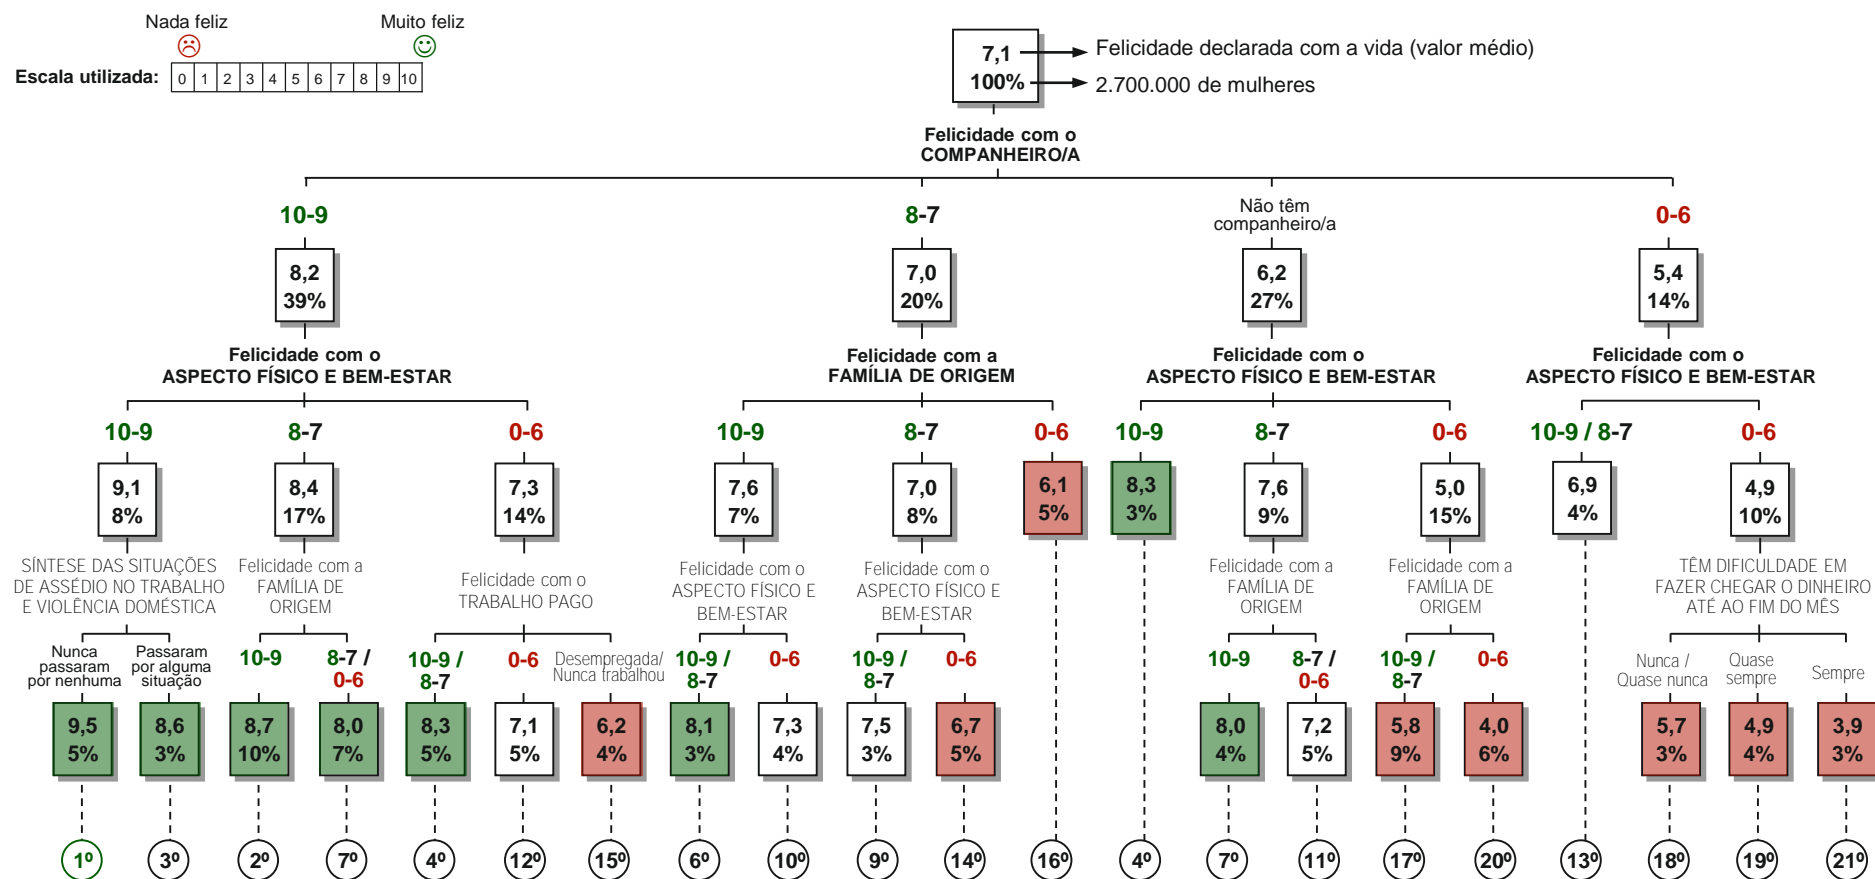 Nada feliz
Muito feliz
Escala utilizada: 0 1 2 3 4 5 6 7 8 9 10
7,1
100%
Felicidade declarada com a vida (valor médio)
2.700.000 de mulheres
Felicidade com o
COMPANHEIRO/A
10-9
8-7
Não têm
companheiro/a
0-6
8,2
39%
7,0
20%
6,2
27%
5,4
14%
Felicidade com o
ASPECTO FÍSICO E BEM-ESTAR
Felicidade com a
FAMÍLIA DE ORIGEM
Felicidade com o
ASPECTO FÍSICO E BEM-ESTAR
Felicidade com o
ASPECTO FÍSICO E BEM-ESTAR
10-9
8-7
0-6
10-9
8-7
0-6
10-9
8-7
0-6
10-9 / 8-7
0-6
9,1
8%
8,4
17%
7,3
14%
7,6
7%
7,0
8%
6,1
5%
8,3
3%
7,6
9%
5,0
15%
6,9
4%
4,9
10%
SÍNTESE DAS SITUAÇÕES
DE ASSÉDIO NO TRABALHO
E VIOLÊNCIA DOMÉSTICA
Felicidade com a
FAMÍLIA DE
ORIGEM
Felicidade com o
TRABALHO PAGO
Felicidade com o
ASPECTO FÍSICO E
BEM-ESTAR
Felicidade com o
ASPECTO FÍSICO E
BEM-ESTAR
Felicidade com a
FAMÍLIA DE
ORIGEM
Felicidade com a
FAMÍLIA DE
ORIGEM
TÊM DIFICULDADE EM
FAZER CHEGAR O DINHEIRO
ATÉ AO FIM DO MÊS
Nunca
passaram
por nenhuma
Passaram
por alguma
situação
10-9
8-7 /
0-6
10-9 /
8-7
0-6
Desempregada/
Nunca trabalhou
10-9 /
8-7
0-6
10-9 /
8-7
0-6
10-9
8-7 /
0-6
10-9 /
8-7
0-6
Nunca /
Quase nunca
Quase
sempre
Sempre
9,5
5%
8,6
3%
8,7
10%
8,0
7%
8,3
5%
7,1
5%
6,2
4%
8,1
3%
7,3
4%
7,5
3%
6,7
5%
8,0
4%
7,2
5%
5,8
9%
4,0
6%
5,7
3%
4,9
4%
3,9
3%
1º
3º
2º
7º
4º
12º
15º
6º
10º
9º
14º
16º
4º
7º
11º
17º
20º
13º
18º
19º
21º